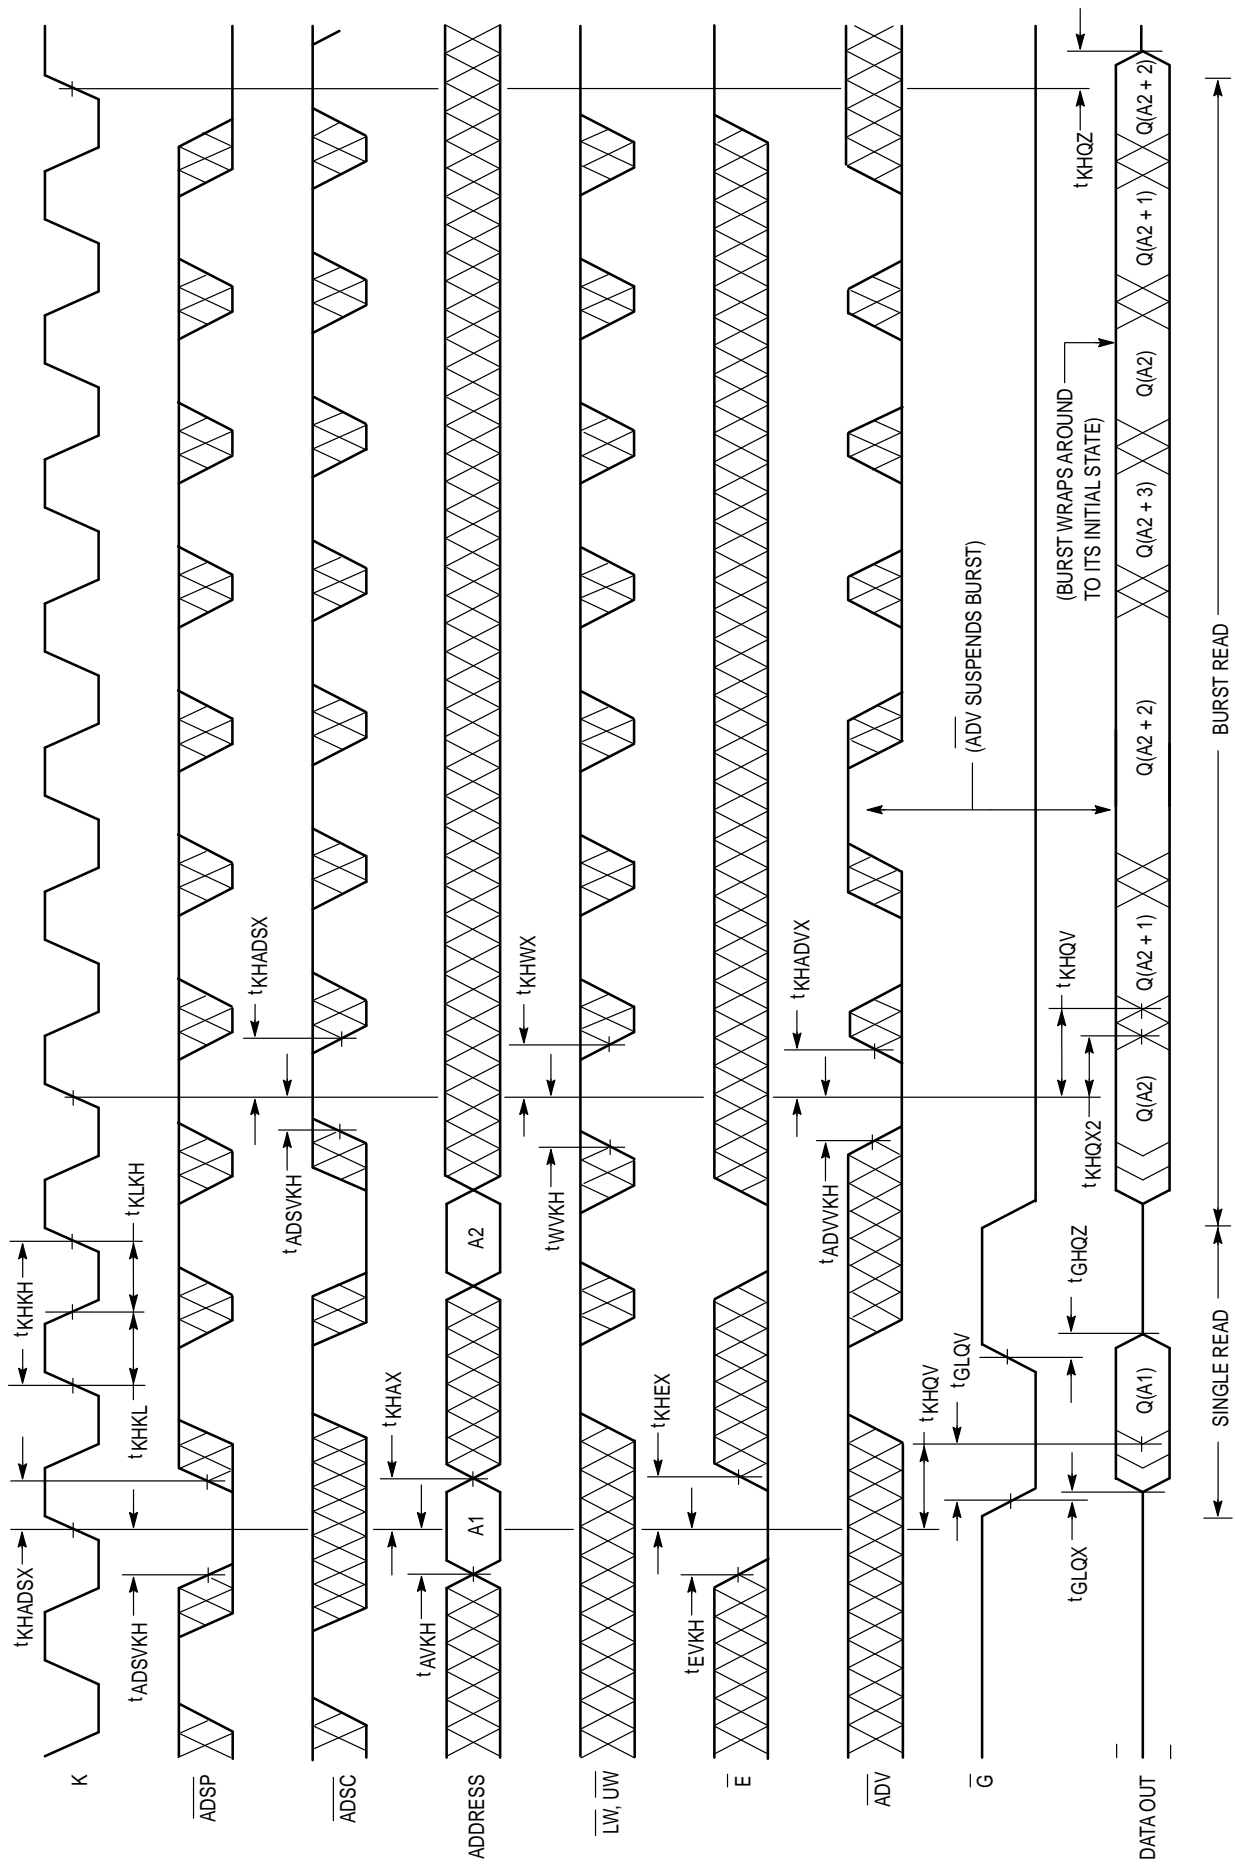 K
ADSP
ADSC
ADDRESS
LW, UW
E
ADV
G
DATA OUT
tKHADSX
tADSVKH
tKHKH
tKHKL
tKLKH
tKHADSX
tADSVKH
tAVKH
A1
tKHAX
A2
tWVKH
tKHWX
tEVKH
tKHEX
tADVVKH
tKHADVX
tKHQV
tGLQV
tGLQX
tGHQZ
(ADV SUSPENDS BURST)
tKHQX2
tKHQV
(BURST WRAPS AROUND
TO ITS INITIAL STATE)
tKHQZ
Q(A1)
Q(A2)
Q(A2 + 1)
Q(A2 + 2)
Q(A2 + 3)
Q(A2)
Q(A2 + 1)
Q(A2 + 2)
SINGLE READ
BURST READ